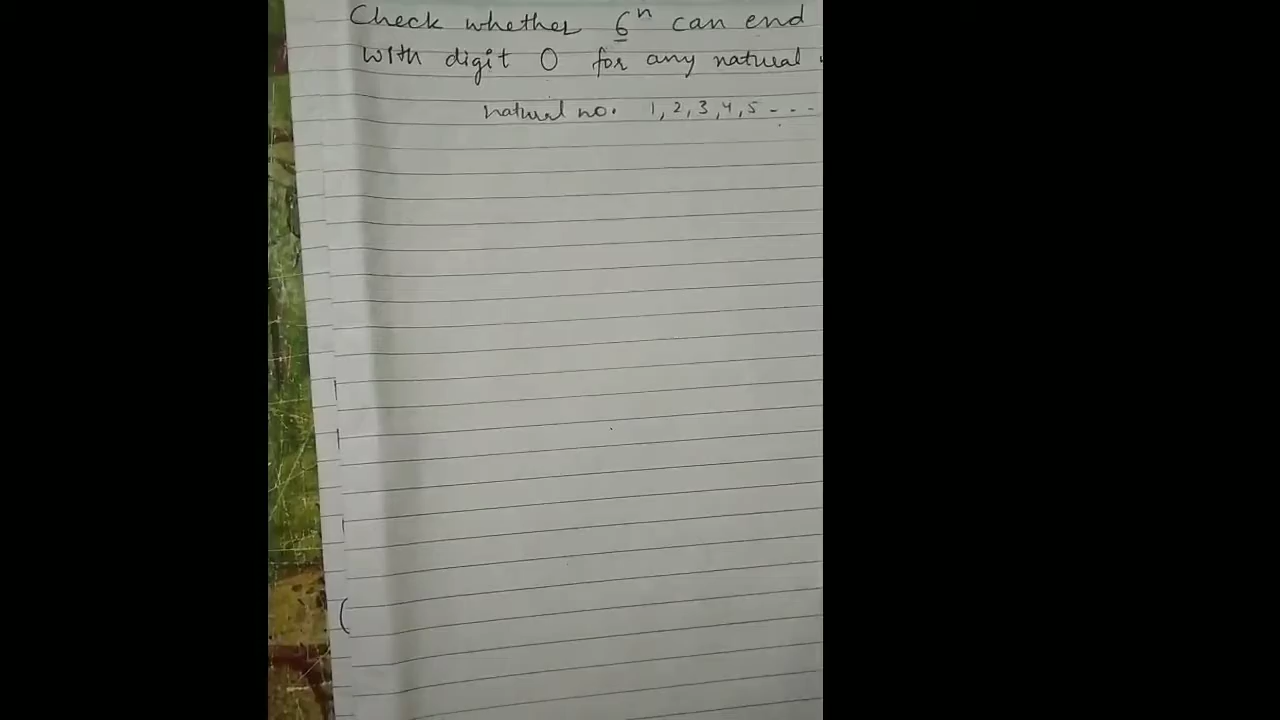 Check whether 6ⁿ can end
with digit 0 for any natural
natural no. 1, 2, 3, 4, 5 - - -